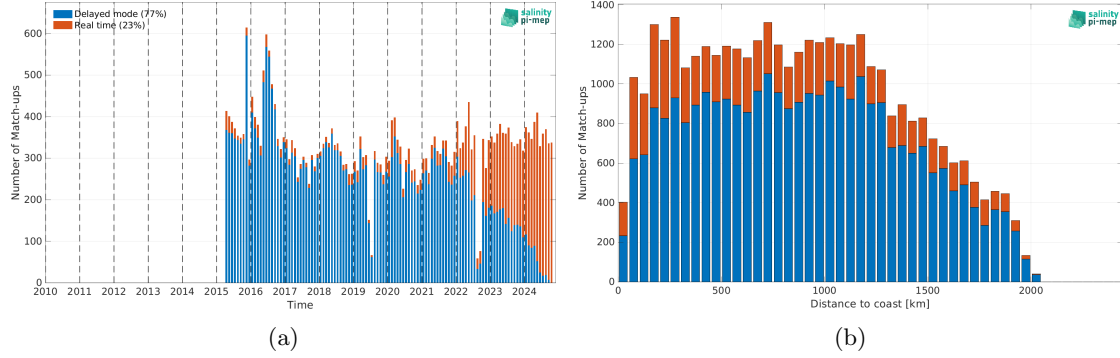 Delayed mode (77%)
Real time (23%)
salinity
pi-mep
Number of Match-ups
600
500
400
300
200
100
0
2010 2011 2012 2013 2014 2015 2016 2017 2018 2019 2020 2021 2022 2023 2024
Time
(a)
salinity
pi-mep
Number of Match-ups
1400
1200
1000
800
600
400
200
0
0 500 1000 1500 2000
Distance to coast [km]
(b)